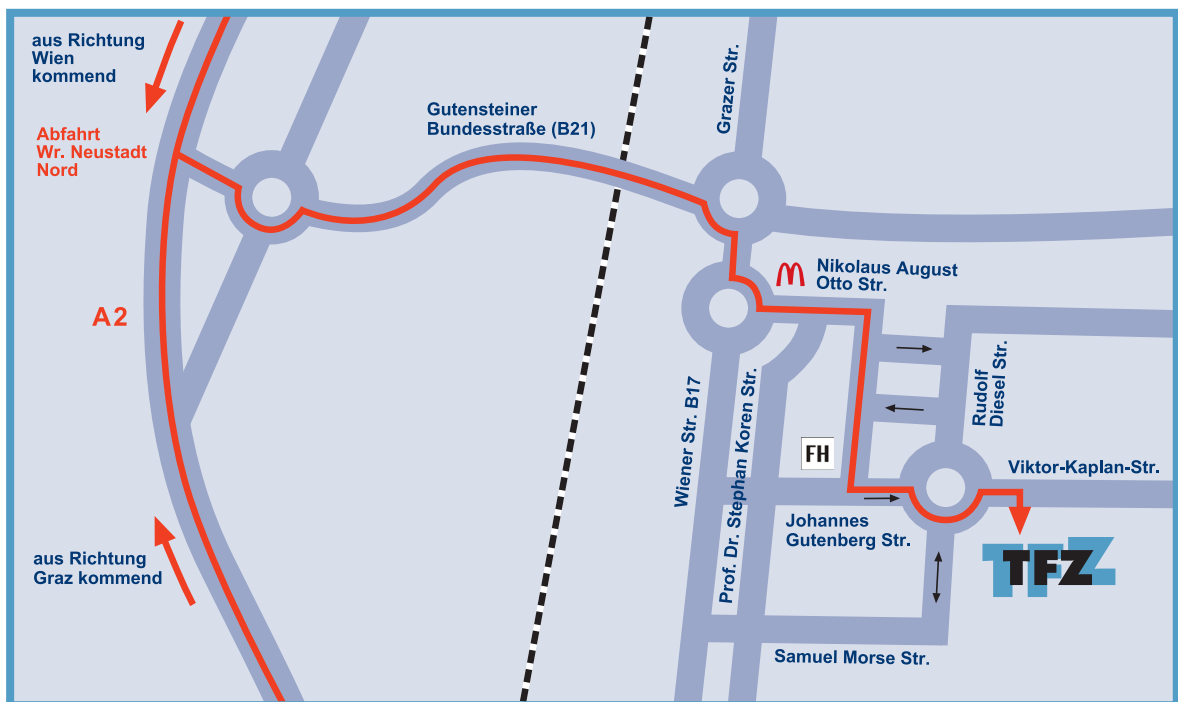 aus Richtung
Wien
kommend
Abfahrt
Wr. Neustadt
Nord
Gutensteiner
Bundesstraße (B21)
Grazer Str.
Nikolaus August
Otto Str.
A2
Rudolf
Diesel Str.
Wiener Str. B17
Prof. Dr. Stephan Koren Str.
FH
Viktor-Kaplan-Str.
Johannes
Gutenberg Str.
aus Richtung
Graz kommend
TFZ
Samuel Morse Str.